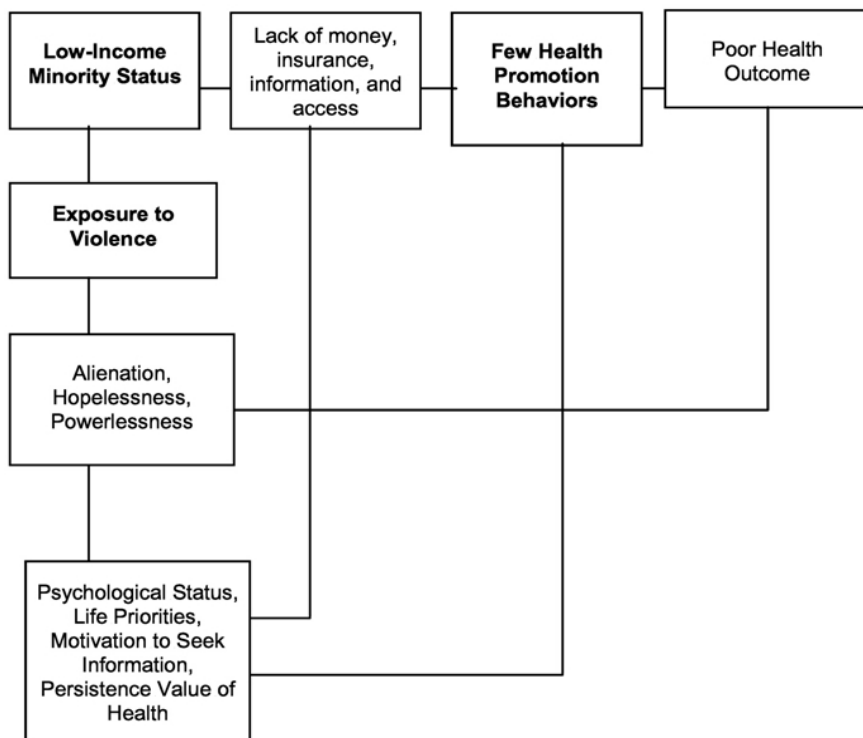 Low-Income
Minority Status
Lack of money,
insurance,
information, and
access
Few Health
Promotion
Behaviors
Poor Health
Outcome
Exposure to
Violence
Alienation,
Hopelessness,
Powerlessness
Psychological Status,
Life Priorities,
Motivation to Seek
Information,
Persistence Value of
Health